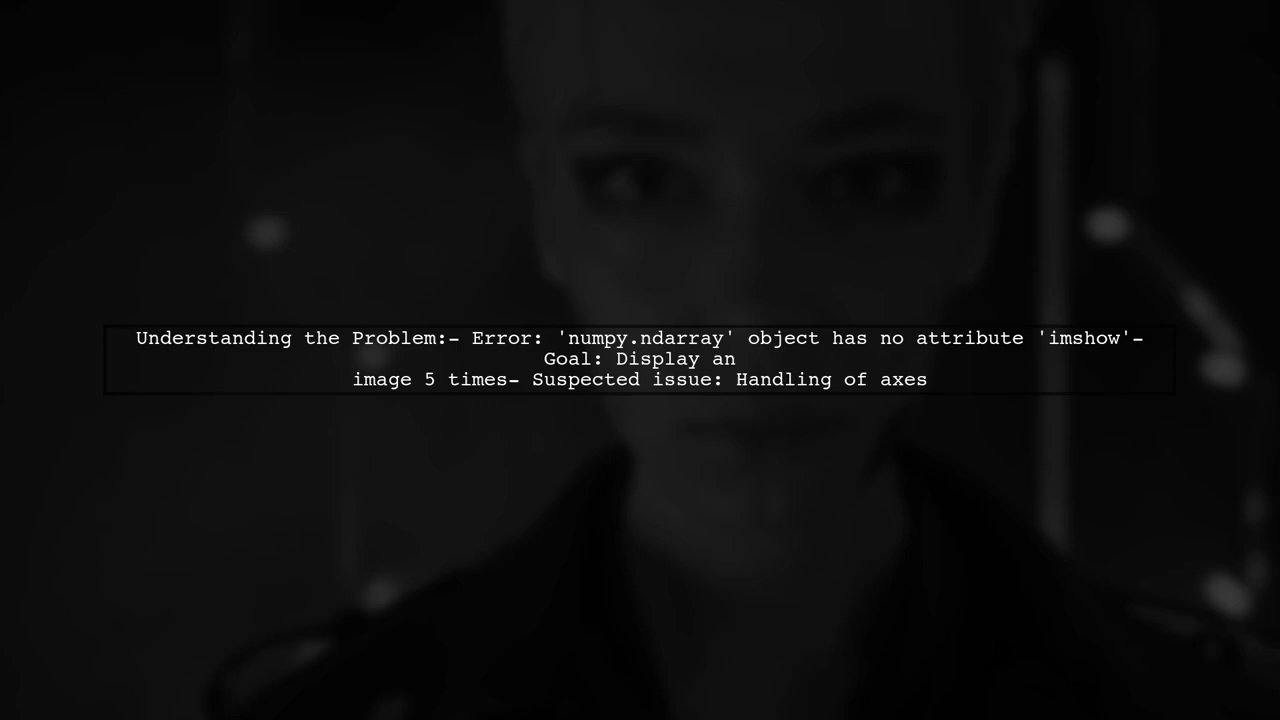 Understanding the Problem:- Error: 'numpy.ndarray' object has no attribute 'imshow'-
Goal: Display an
image 5 times- Suspected issue: Handling of axes